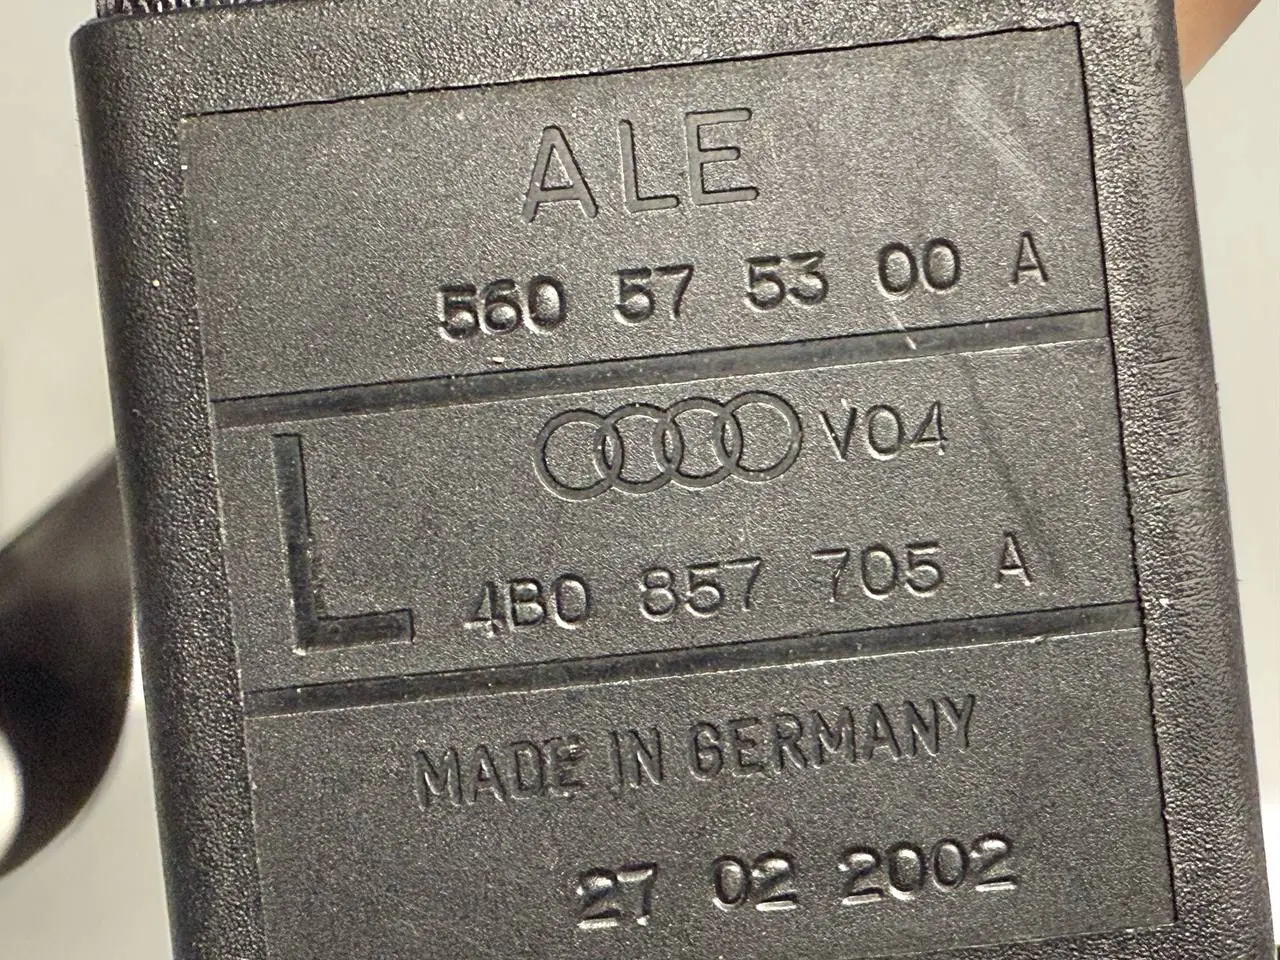 ALE
560 57 53 00 A
V04
L 4B0 857 705 A
MADE IN GERMANY
27 02 2002